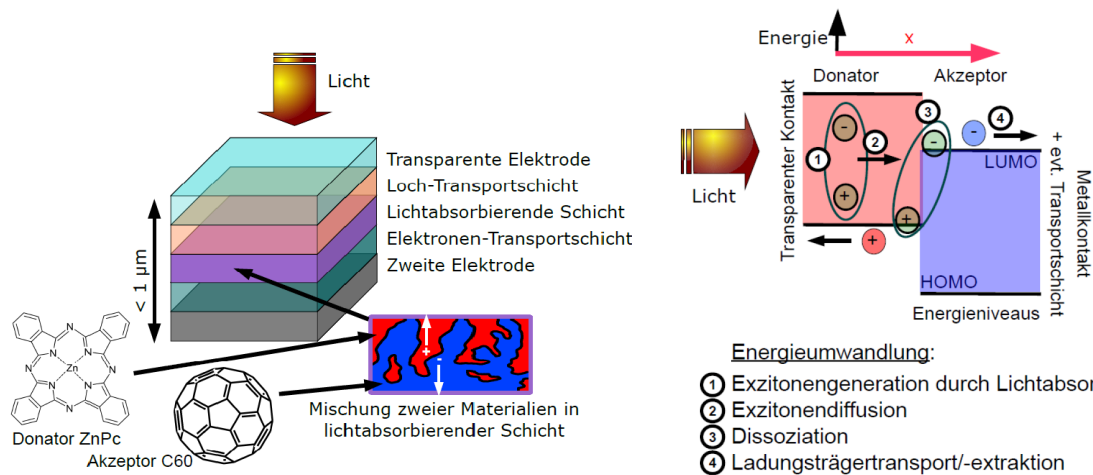 Licht
Transparente Elektrode
Loch-Transportschicht
Lichtabsorbierende Schicht
Elektronen-Transportschicht
Zweite Elektrode
< 1 µm
N
N
N
N
N
N
N
N
Zn
+
-
Donator ZnPc
Akzeptor C60
Mischung zweier Materialien in
lichtabsorbierender Schicht
Energie
x
Donator
Akzeptor
Licht
Transparenter Kontakt
1
2
3
4
-
+
-
+
-
+
LUMO
HOMO
Metallkontakt
+ evt. Transportschicht
Energieniveaus
Energieumwandlung:
1 Exzitonengeneration durch Lichtabsor
2 Exzitonendiffusion
3 Dissoziation
4 Ladungsträgertransport/-extraktion